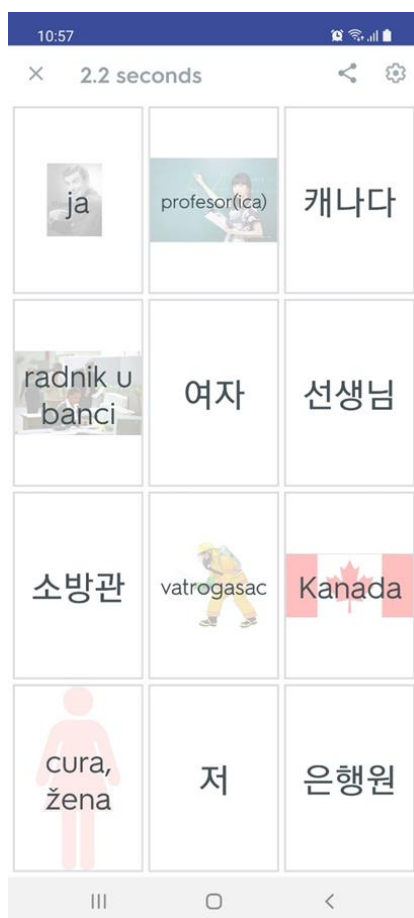 10:57
2.2 seconds
ja
profesor(ica)
캐나다
radnik u
banci
여자
선생님
소방관
vatrogasac
Kanada
cura,
žena
저
은행원